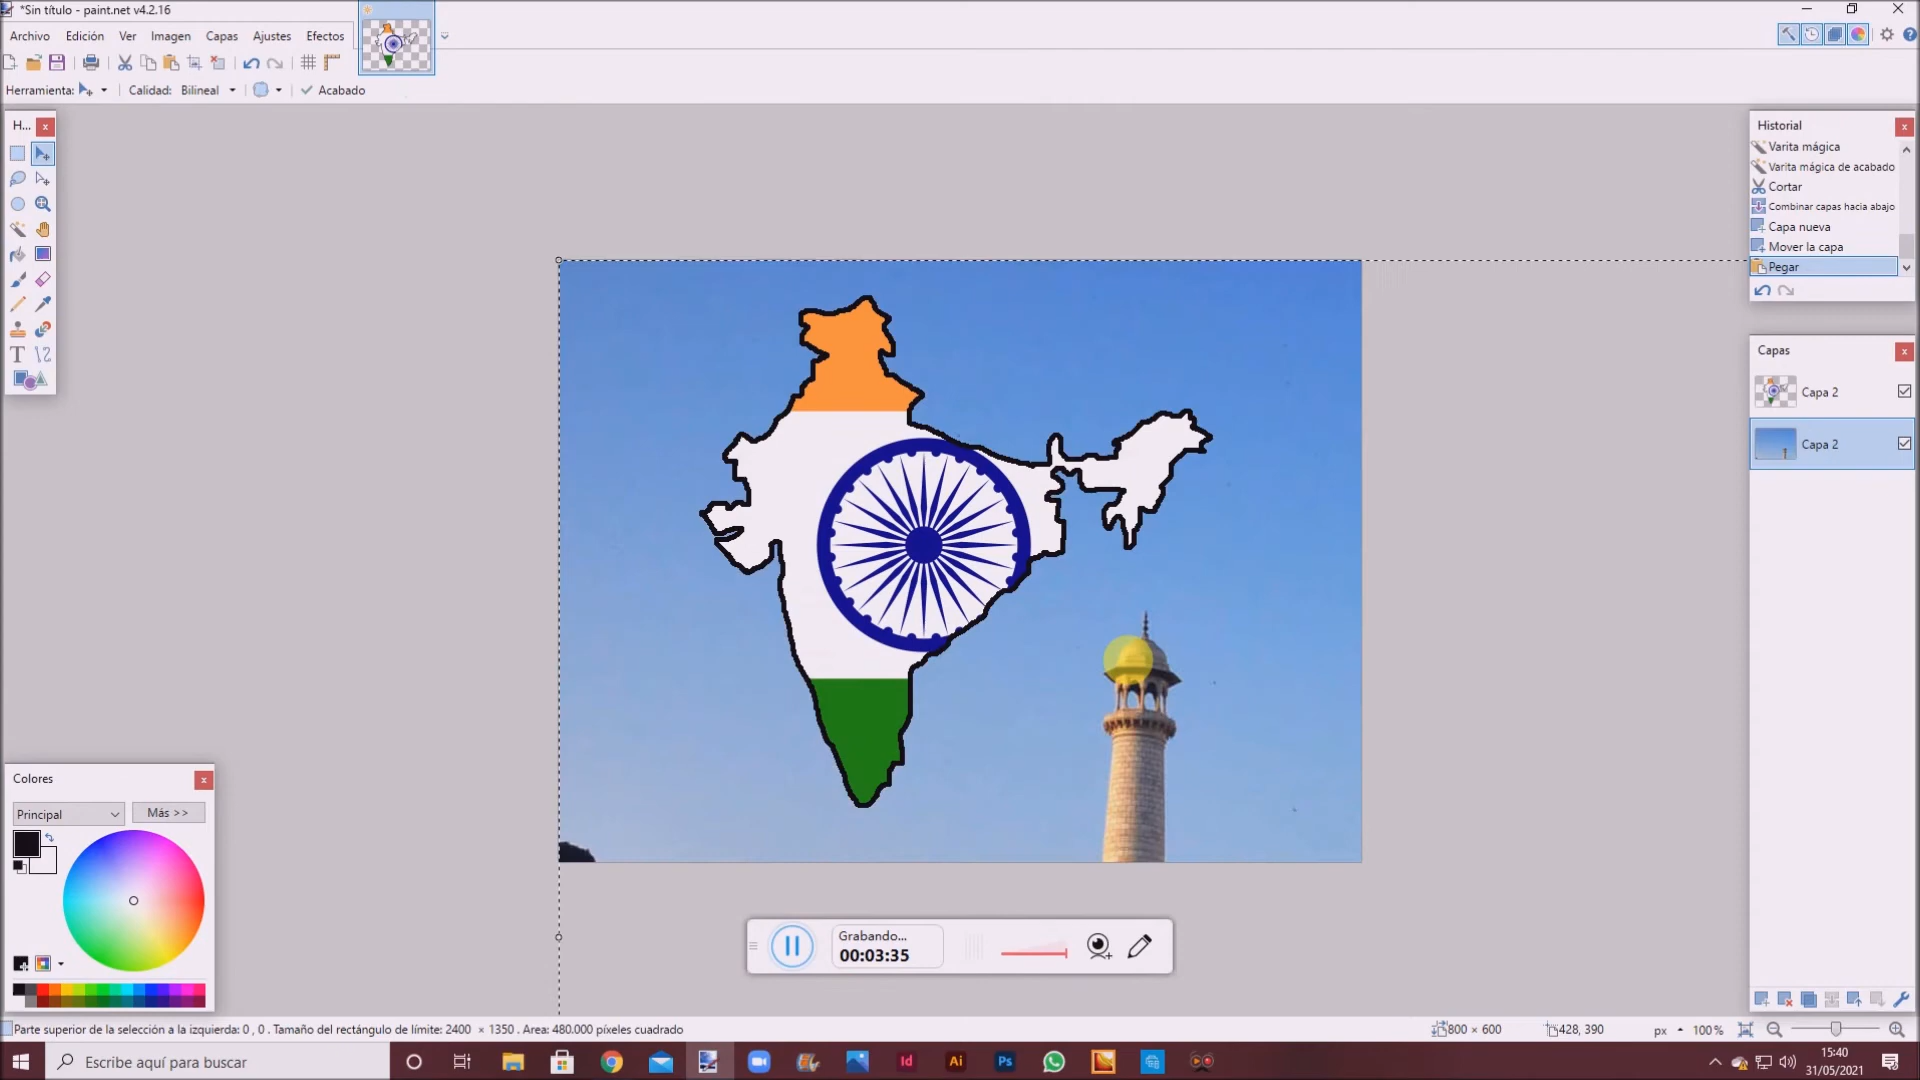 *Sin título - paint.net v4.2.16
Archivo Edición Ver Imagen Capas Ajustes Efectos
Herramienta: Calidad: Bilineal Acabado
H...
Historial
Varita mágica
Varita mágica de acabado
Cortar
Combinar capas hacia abajo
Capa nueva
Mover la capa
Pegar
Capas
Capa 2
Capa 2
Colores
Principal Más >>
Grabando...
00:03:35
Parte superior de la selección a la izquierda: 0 , 0 . Tamaño del rectángulo de límite: 2400 × 1350 . Area: 480.000 píxeles cuadrado 800 × 600 428, 390 px 100 %
Escribe aquí para buscar
Id Ai Ps
15:40
31/05/2021